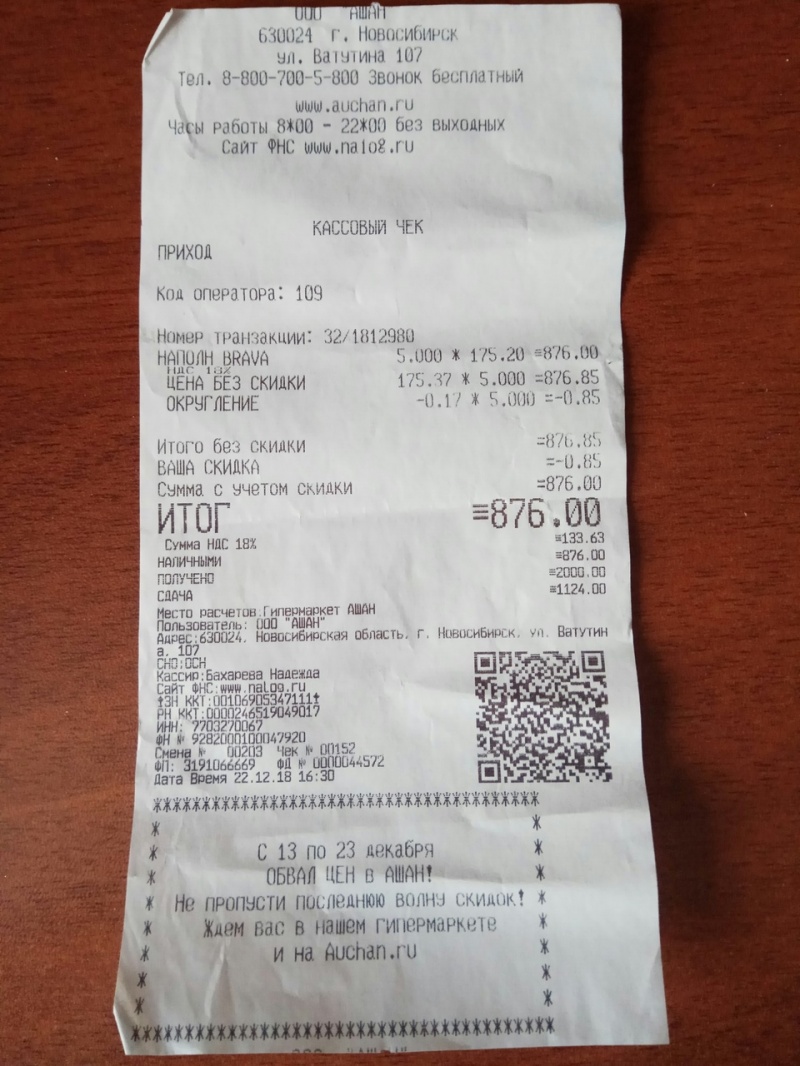 ООО "АШАН
630024 г. Новосибирск
ул. Ватутина 107
Тел. 8-800-700-5-800 Звонок бесплатный
www.auchan.ru
Часы работы 8*00 - 22*00 без выходных
Сайт ФНС www.nalog.ru
КАССОВЫЙ ЧЕК
ПРИХОД
Код оператора: 109
Номер транзакции: 32/1812980
НАПОЛН BRAVA 5.000 * 175.20 =876.00
НДС 18%
ЦЕНА БЕЗ СКИДКИ 175.37 * 5.000 =876.85
ОКРУГЛЕНИЕ -0.17 * 5.000 =-0.85
Итого без скидки =876.85
ВАША СКИДКА =-0.85
Сумма с учетом скидки =876.00
ИТОГ =876.00
Сумма НДС 18% =133.63
НАЛИЧНЫМИ =876.00
ПОЛУЧЕНО =2000.00
СДАЧА =1124.00
Место расчетов:Гипермаркет АШАН
Пользователь: ООО "АШАН"
Адрес:630024, Новосибирская область, г. Новосибирск, ул. Ватутин
а, 107
СНО:ОСН
Кассир:Бахарева Надежда
Сайт ФНС:www.nalog.ru
*ЗН ККТ:00106905347111*
РН ККТ:0000246519049017
ИНН: 7703270067
ФН № 9282000100047920
Смена № 00203 Чек № 00152
ФП: 3191066669 ФД № 0000044572
Дата Время 22.12.18 16:30
С 13 по 23 декабря
ОБВАЛ ЦЕН в АШАН!
Не пропусти последнюю волну скидок!
Ждем вас в нашем гипермаркете
и на Auchan.ru